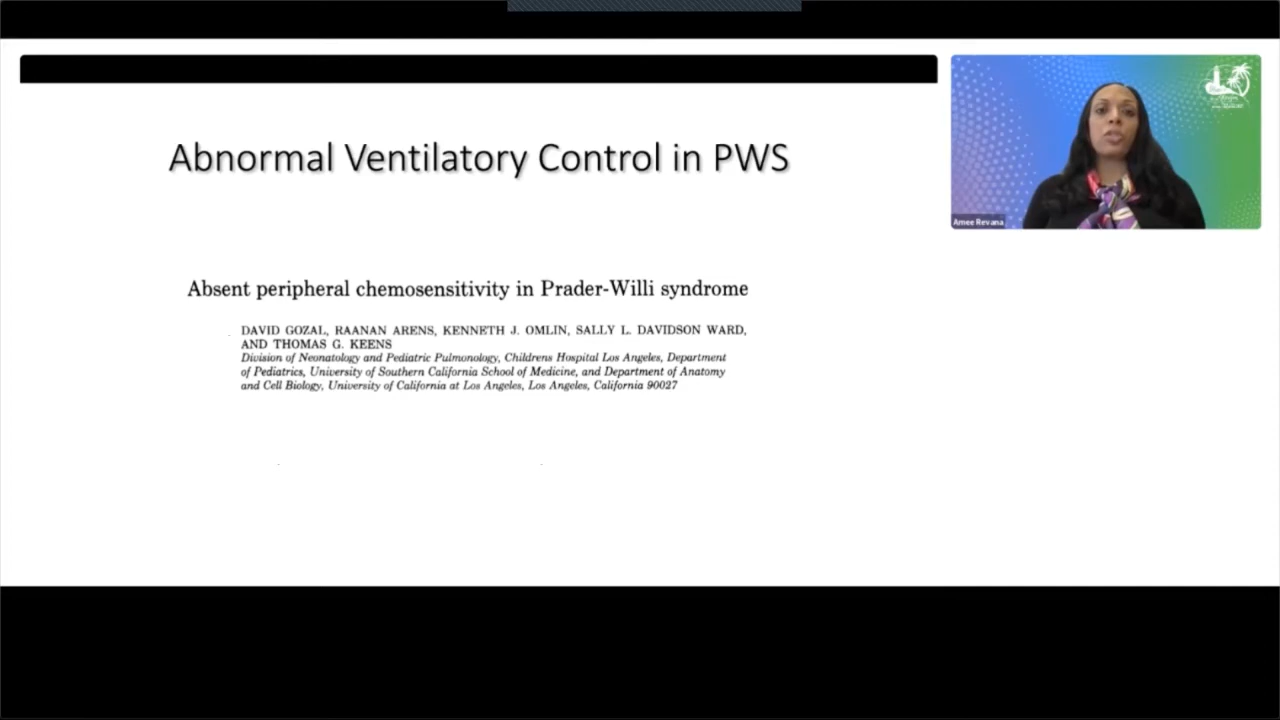 Abnormal Ventilatory Control in PWS
Amee Revana
Absent peripheral chemosensitivity in Prader-Willi syndrome
DAVID GOZAL, RAANAN ARENS, KENNETH J. OMLIN, SALLY L. DAVIDSON WARD,
AND THOMAS G. KEENS
Division of Neonatology and Pediatric Pulmonology, Childrens Hospital Los Angeles, Department
of Pediatrics, University of Southern California School of Medicine, and Department of Anatomy
and Cell Biology, University of California at Los Angeles, Los Angeles, California 90027